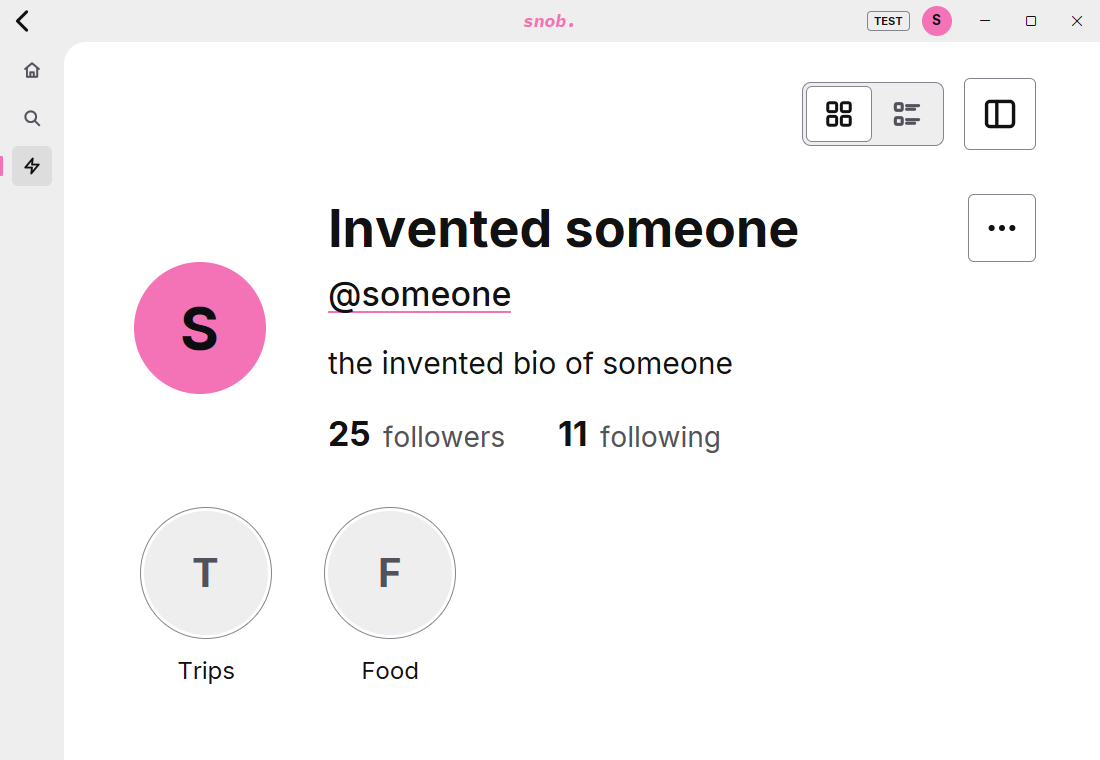 snob.
TEST
S
Invented someone
@someone
S
the invented bio of someone
25 followers 11 following
T F
Trips Food